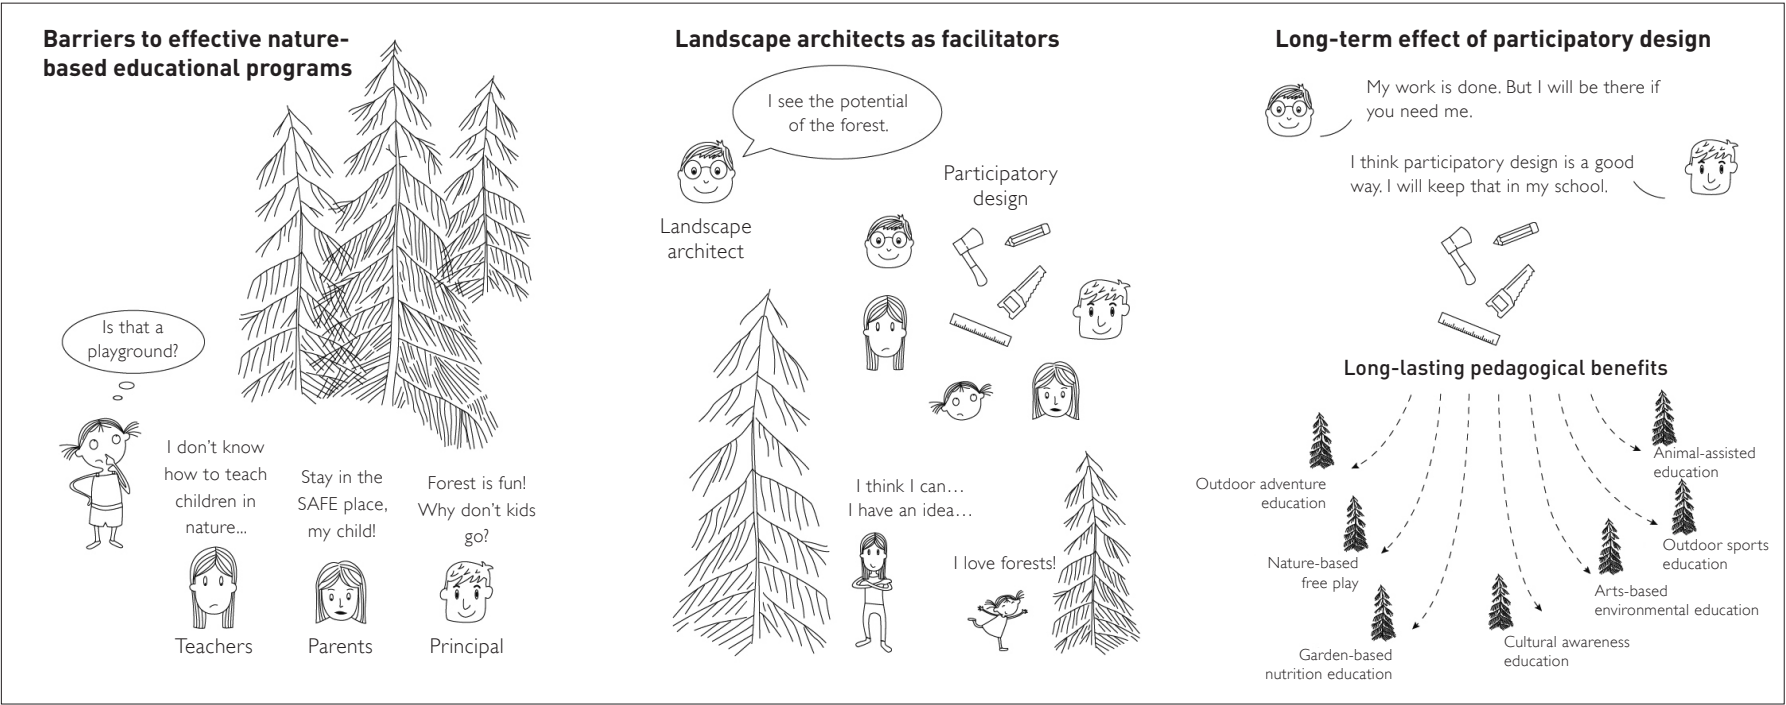 Barriers to effective nature-
based educational programs
Is that a
playground?
I don't know
how to teach
children in
nature...
Teachers
Stay in the
SAFE place,
my child!
Parents
Forest is fun!
Why don't kids
go?
Principal
Landscape architects as facilitators
I see the potential
of the forest.
Landscape
architect
Participatory
design
I think I can…
I have an idea…
I love forests!
Long-term effect of participatory design
My work is done. But I will be there if
you need me.
I think participatory design is a good
way. I will keep that in my school.
Long-lasting pedagogical benefits
Outdoor adventure
education
Nature-based
free play
Garden-based
nutrition education
Cultural awareness
education
Arts-based
environmental education
Outdoor sports
education
Animal-assisted
education